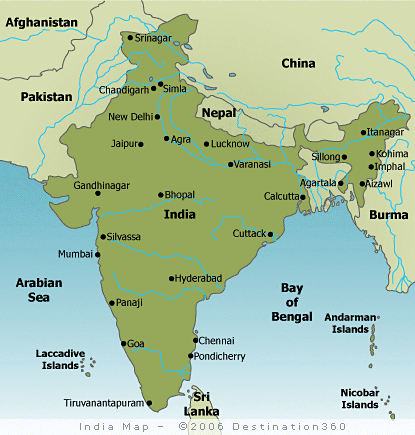 Afghanistan
Srinagar
China
Chandigarh
Simla
Pakistan
New Delhi
Nepal
Itanagar
Jaipur
Agra
Lucknow
Sillong
Kohima
Varanasi
Imphal
Gandhinagar
Bhopal
Calcutta
Agartala
Aizawl
India
Burma
Silvassa
Cuttack
Mumbai
Arabian
Sea
Hyderabad
Bay
of
Bengal
Panaji
Andarman
Islands
Goa
Chennai
Laccadive
Islands
Pondicherry
Tiruvanantapuram
Sri
Lanka
Nicobar
Islands
India Map - ©2006 Destination360